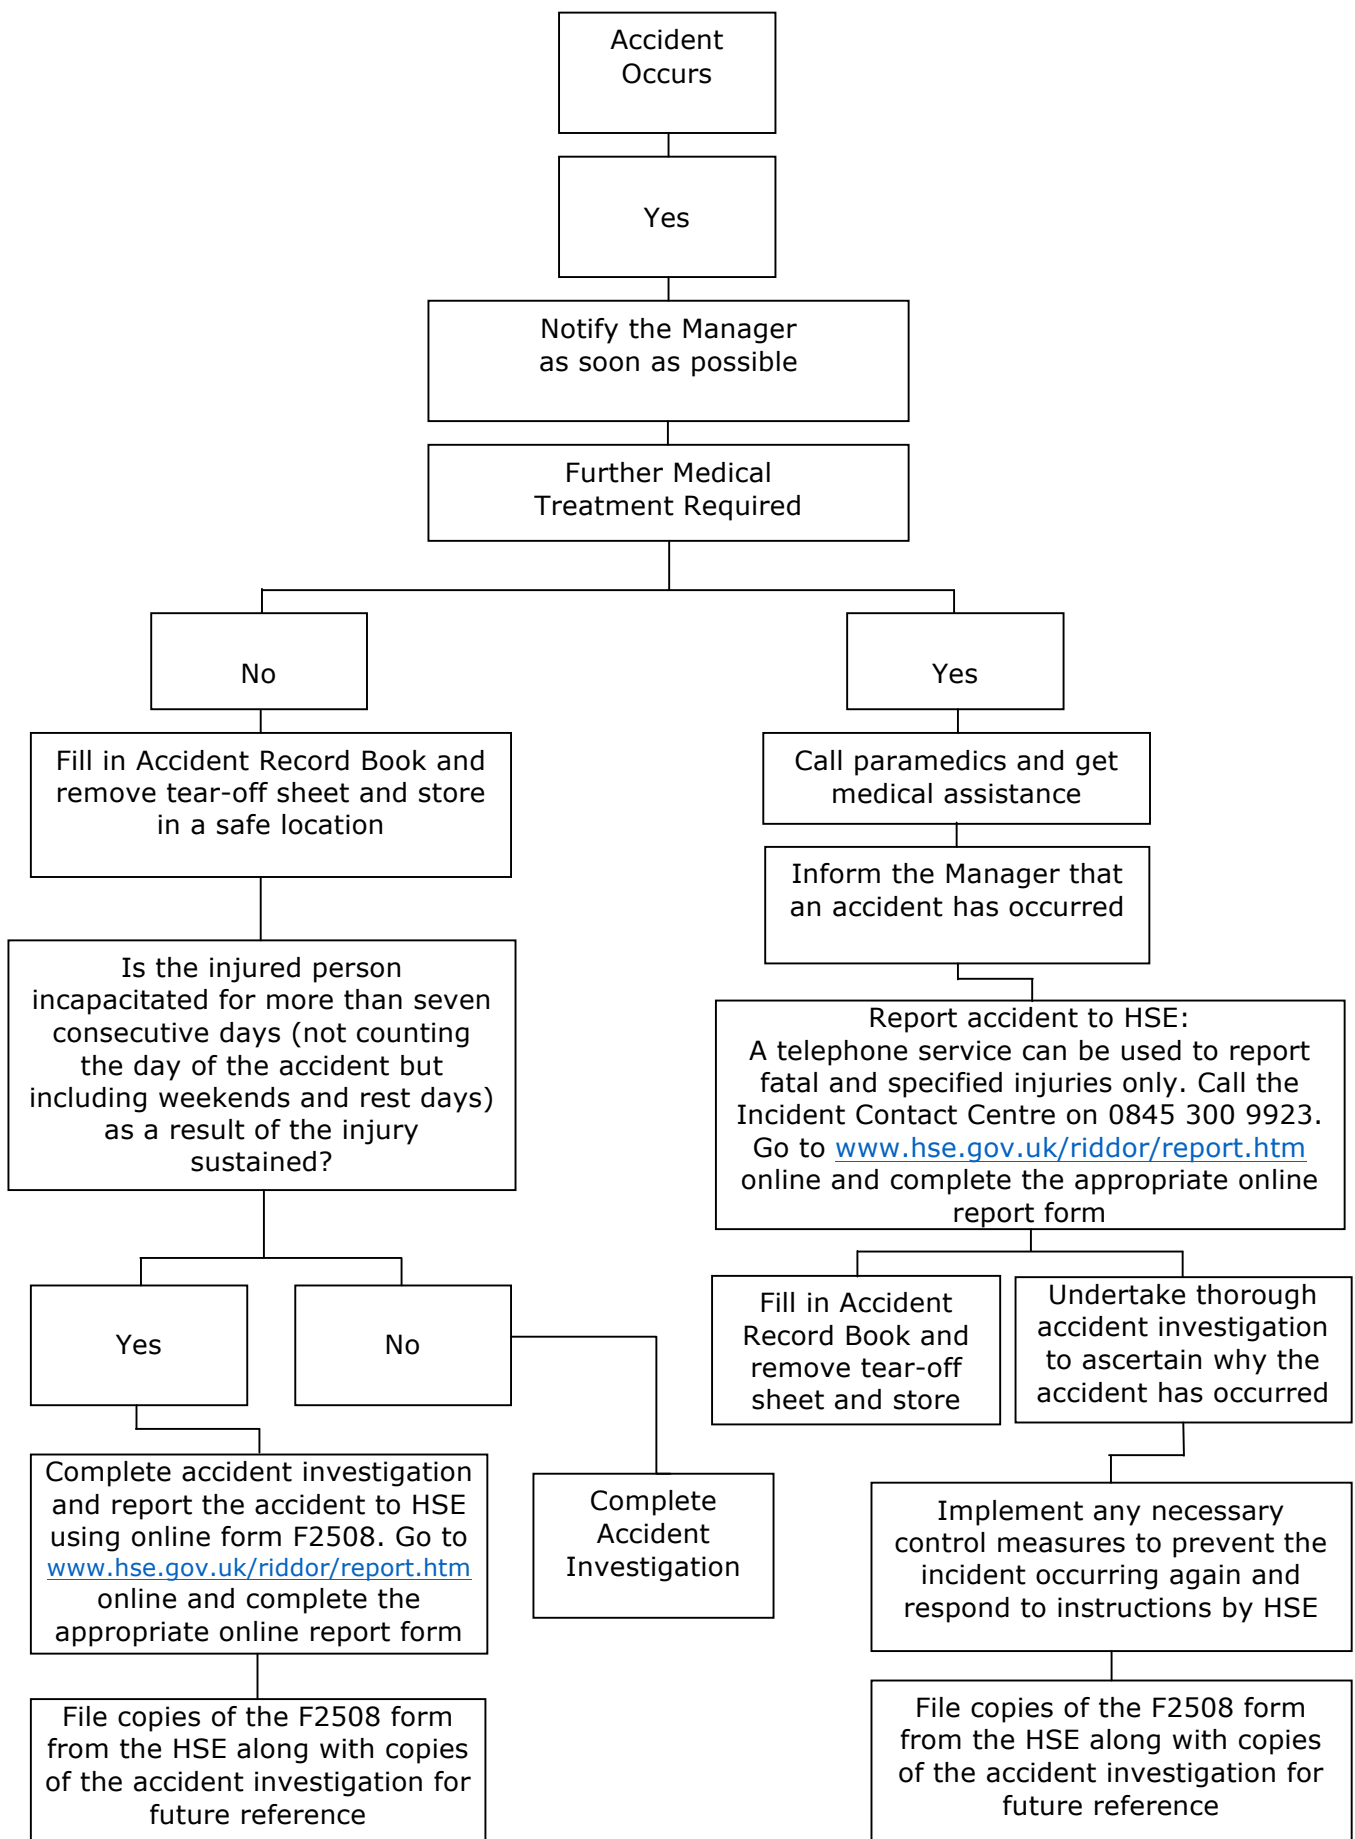 Accident
Occurs
Yes
Notify the Manager
as soon as possible
Further Medical
Treatment Required
No
Yes
Fill in Accident Record Book and
remove tear-off sheet and store
in a safe location
Call paramedics and get
medical assistance
Inform the Manager that
an accident has occurred
Is the injured person
incapacitated for more than seven
consecutive days (not counting
the day of the accident but
including weekends and rest days)
as a result of the injury
sustained?
Report accident to HSE:
A telephone service can be used to report
fatal and specified injuries only. Call the
Incident Contact Centre on 0845 300 9923.
Go to www.hse.gov.uk/riddor/report.htm
online and complete the appropriate online
report form
Yes
No
Fill in Accident
Record Book and
remove tear-off
sheet and store
Undertake thorough
accident investigation
to ascertain why the
accident has occurred
Complete accident investigation
and report the accident to HSE
using online form F2508. Go to
www.hse.gov.uk/riddor/report.htm
online and complete the
appropriate online report form
Complete
Accident
Investigation
Implement any necessary
control measures to prevent the
incident occurring again and
respond to instructions by HSE
File copies of the F2508 form
from the HSE along with copies
of the accident investigation for
future reference
File copies of the F2508 form
from the HSE along with copies
of the accident investigation for
future reference